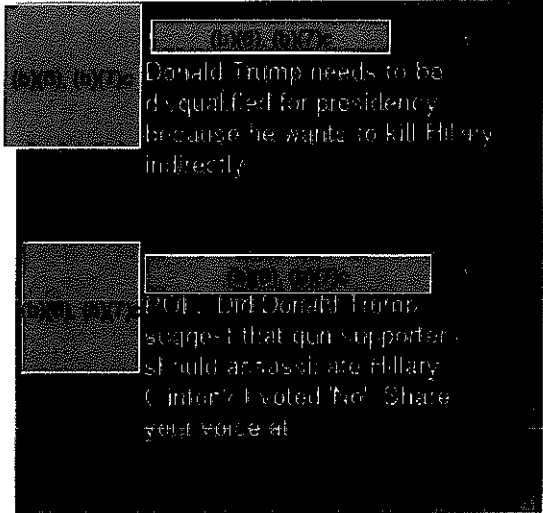 (b)(6), (b)(7)c
(b)(6), (b)(7)c
Donald Trump needs to be
disqualified for presidency
because he wants to kill Hillary
indirectly
(b)(6), (b)(7)c
(b)(6), (b)(7)c
POLL: Did Donald Trump
suggest that gun supporters
should assassinate Hillary
Clinton? I voted 'No'. Share
your voice at